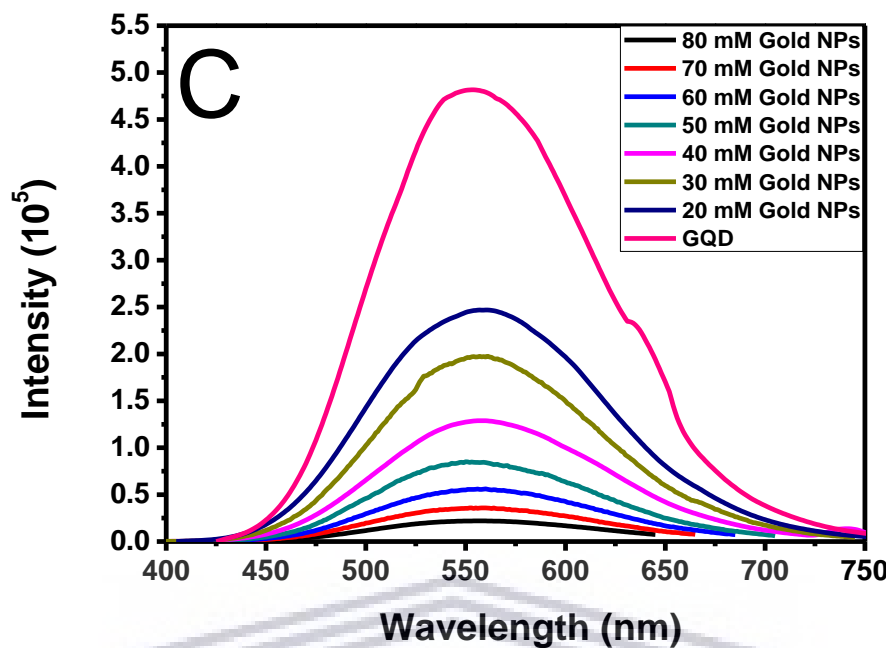 C
80 mM Gold NPs
70 mM Gold NPs
60 mM Gold NPs
50 mM Gold NPs
40 mM Gold NPs
30 mM Gold NPs
20 mM Gold NPs
GQD
Intensity (10⁵)
5.5
5.0
4.5
4.0
3.5
3.0
2.5
2.0
1.5
1.0
0.5
0.0
400 450 500 550 600 650 700 750
Wavelength (nm)